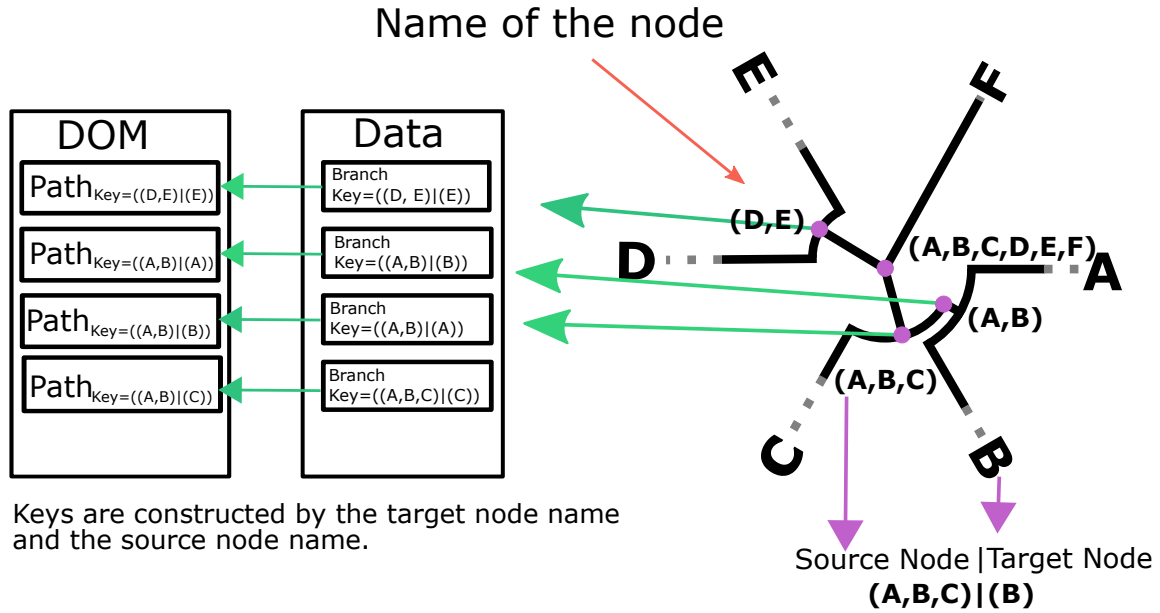 Name of the node
DOM
Path Key=((D,E)|(E))
Path Key=((A,B)|(A))
Path Key=((A,B)|(B))
Path Key=((A,B)|(C))
Data
Branch
Key=((D, E)|(E))
Branch
Key=((A,B)|(B))
Branch
Key=((A,B)|(A))
Branch
Key=((A,B,C)|(C))
E
F
(D,E)
D
(A,B,C,D,E,F)
A
(A,B)
(A,B,C)
C
B
Keys are constructed by the target node name
and the source node name.
Source Node |Target Node
(A,B,C)|(B)